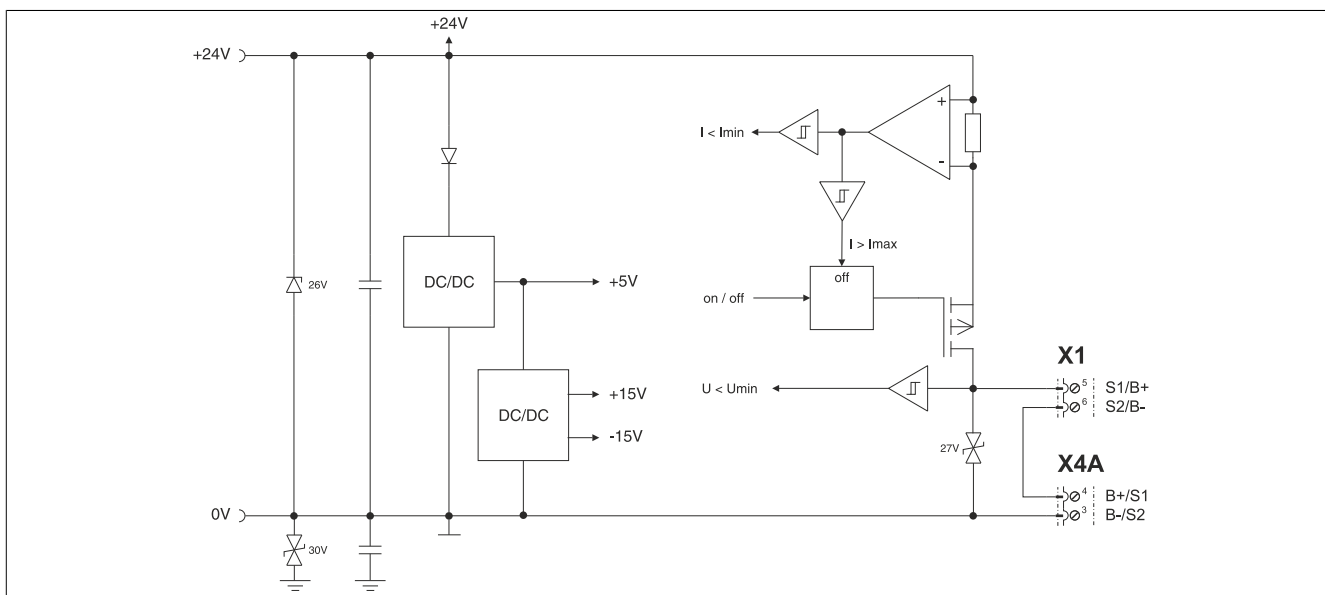 +24V
+24V
+
-
I < Imin
I > Imax
26V
DC/DC
+5V
off
on / off
X1
5 S1/B+
6 S2/B-
U < Umin
DC/DC
+15V
-15V
27V
X4A
4 B+/S1
3 B-/S2
0V
30V